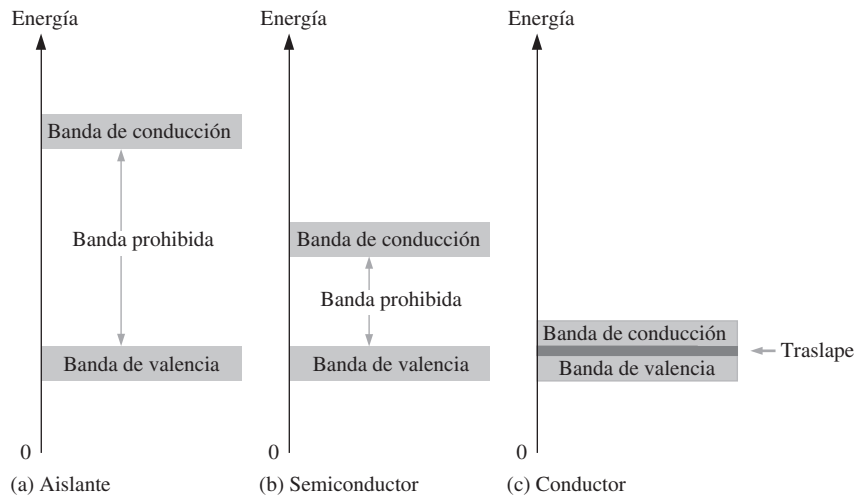 Energía
Energía
Energía
Banda de conducción
Banda prohibida
Banda de valencia
0
(a) Aislante
Banda de conducción
Banda prohibida
Banda de valencia
0
(b) Semiconductor
Banda de conducción
Banda de valencia
Traslape
0
(c) Conductor